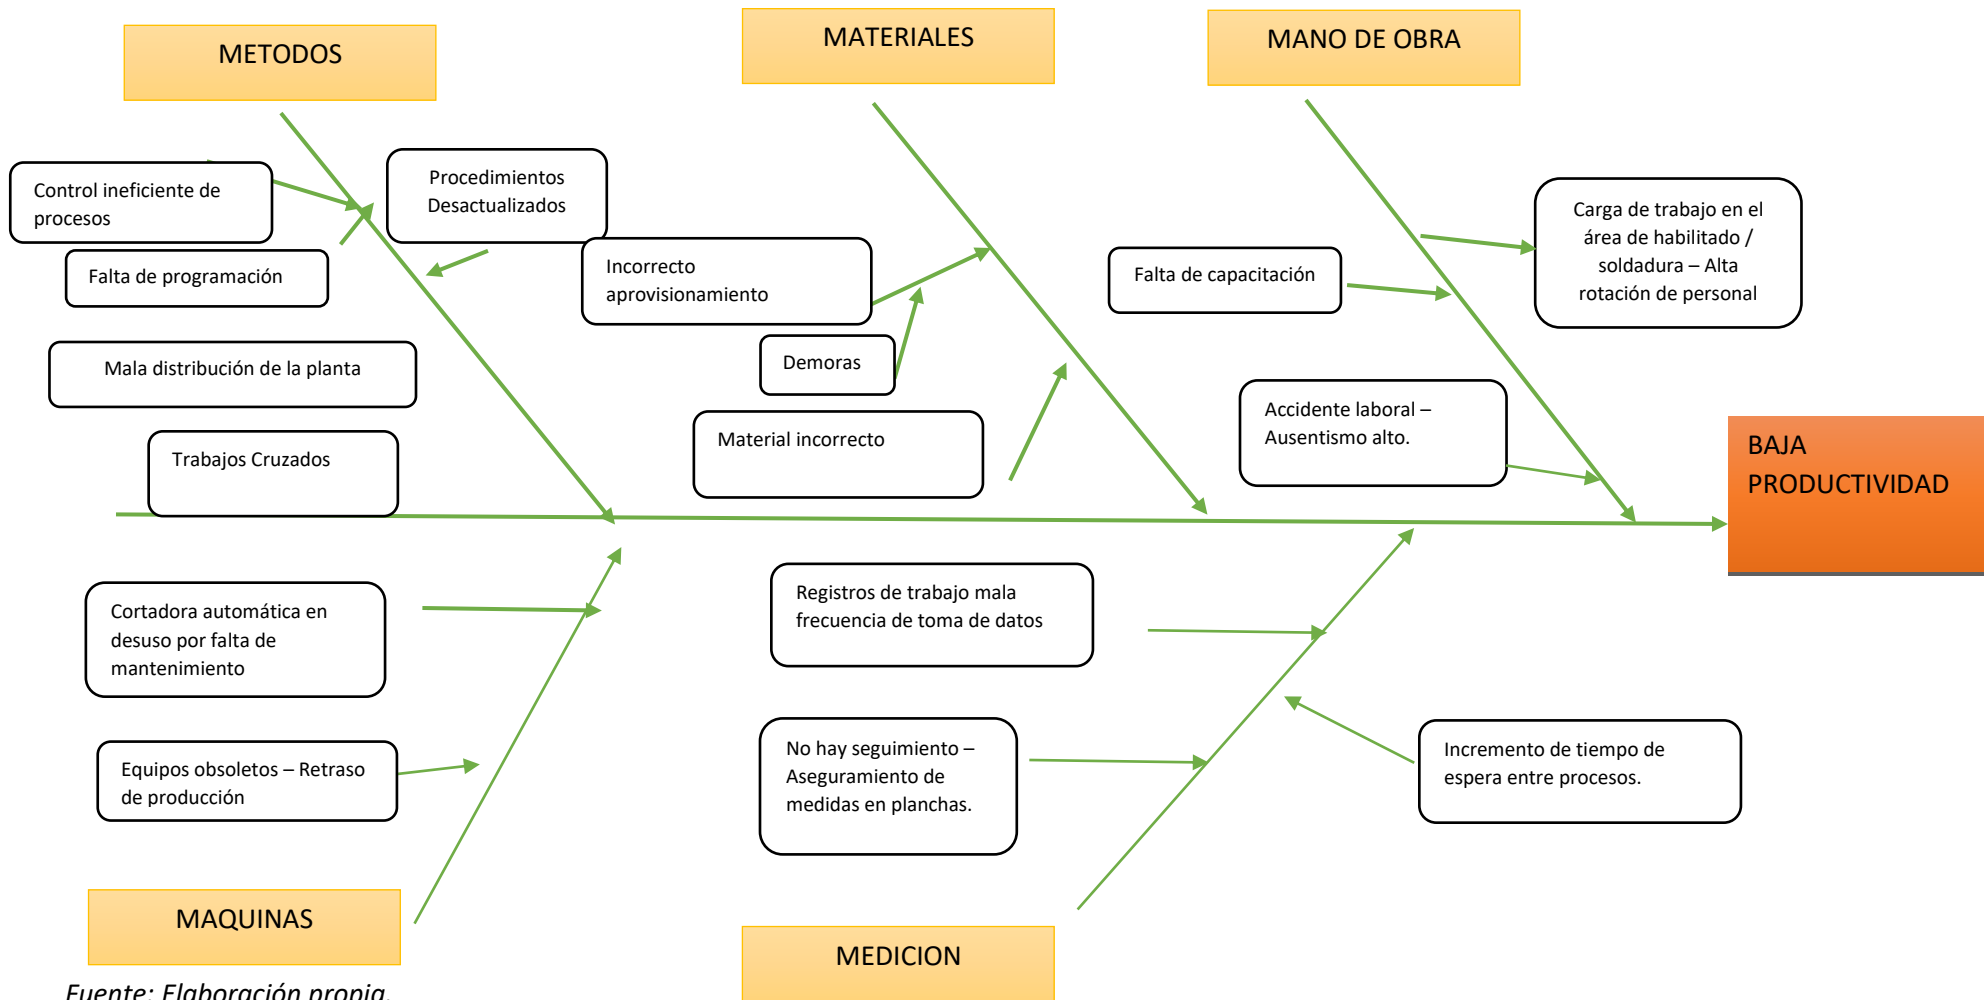 METODOS
MATERIALES
MANO DE OBRA
Control ineficiente de
procesos
Procedimientos
Desactualizados
Falta de programación
Mala distribución de la planta
Trabajos Cruzados
Incorrecto
aprovisionamiento
Demoras
Material incorrecto
Falta de capacitación
Carga de trabajo en el
área de habilitado /
soldadura – Alta
rotación de personal
Accidente laboral –
Ausentismo alto.
BAJA
PRODUCTIVIDAD
Cortadora automática en
desuso por falta de
mantenimiento
Equipos obsoletos – Retraso
de producción
Registros de trabajo mala
frecuencia de toma de datos
No hay seguimiento –
Aseguramiento de
medidas en planchas.
Incremento de tiempo de
espera entre procesos.
MAQUINAS
MEDICION
Fuente: Elaboración propia.